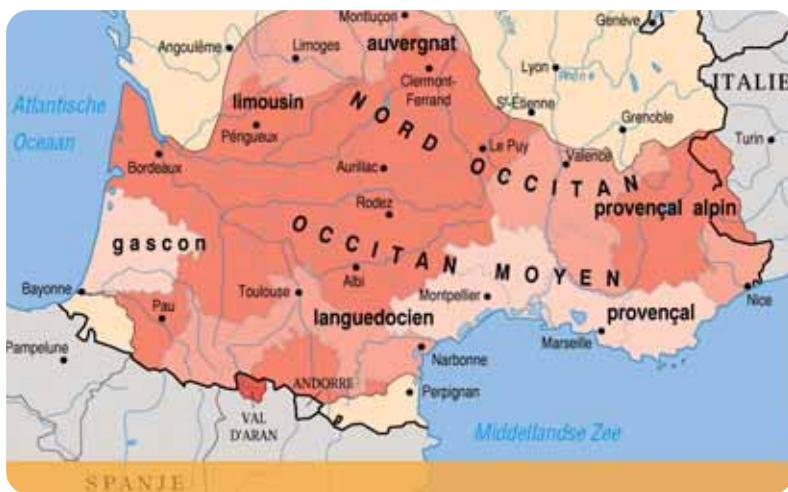 Montluçon
Genève
Angoulême
Limoges
auvergnat
Lyon
Rhône
Clermont-
Ferrand
ITALIE
Atlantische
Oceaan
limousin
St-Étienne
Périgueux
Grenoble
Turin
NORD OCCITAN
Bordeaux
Le Puy
Valence
Aurillac
Rodez
provençal alpin
gascon
OCCITAN MOYEN
Albi
Bayonne
Toulouse
Montpellier
Nice
Pau
languedocien
provençal
Marseille
Pampelune
Narbonne
ANDORRE
Perpignan
VAL
D'ARAN
Middellandse Zee
SPANJE